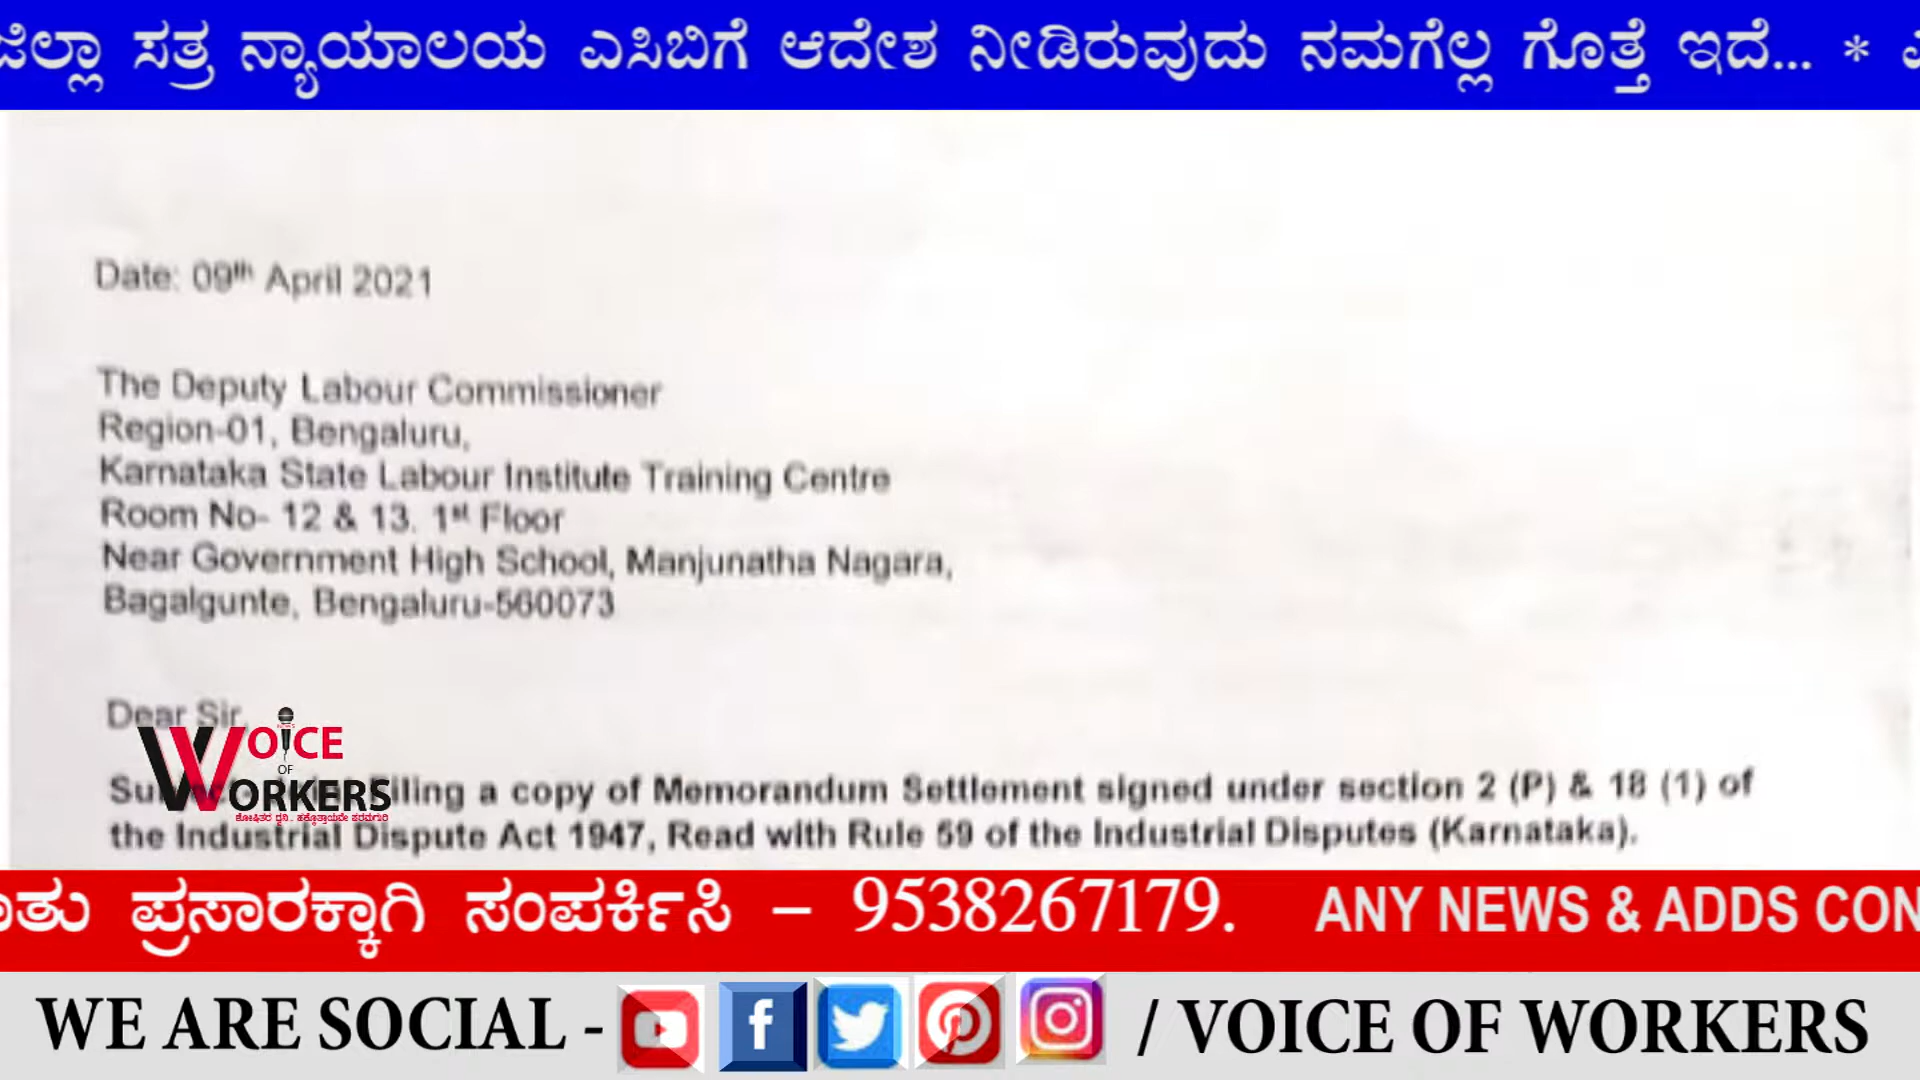 ಜಿಲ್ಲಾ ಸತ್ರ ನ್ಯಾಯಾಲಯ ಎಸಿಬಿಗೆ ಆದೇಶ ನೀಡಿರುವುದು ನಮಗೆಲ್ಲ ಗೊತ್ತೆ ಇದೆ... *
Date: 09th April 2021
The Deputy Labour Commissioner
Region-01, Bengaluru,
Karnataka State Labour Institute Training Centre
Room No- 12 & 13. 1st Floor
Near Government High School, Manjunatha Nagara,
Bagalgunte, Bengaluru-560073
Dear Sir,
VOICE
OF
WORKERS
ಶೋಷಿತರ ಧ್ವನಿ..
filling a copy of Memorandum Settlement signed under section 2 (P) & 18 (1) of
the Industrial Dispute Act 1947, Read with Rule 59 of the Industrial Disputes (Karnataka).
ಪ್ರಸಾರಕ್ಕಾಗಿ ಸಂಪರ್ಕಿಸಿ – 9538267179. ANY NEWS & ADDS CON
WE ARE SOCIAL - / VOICE OF WORKERS